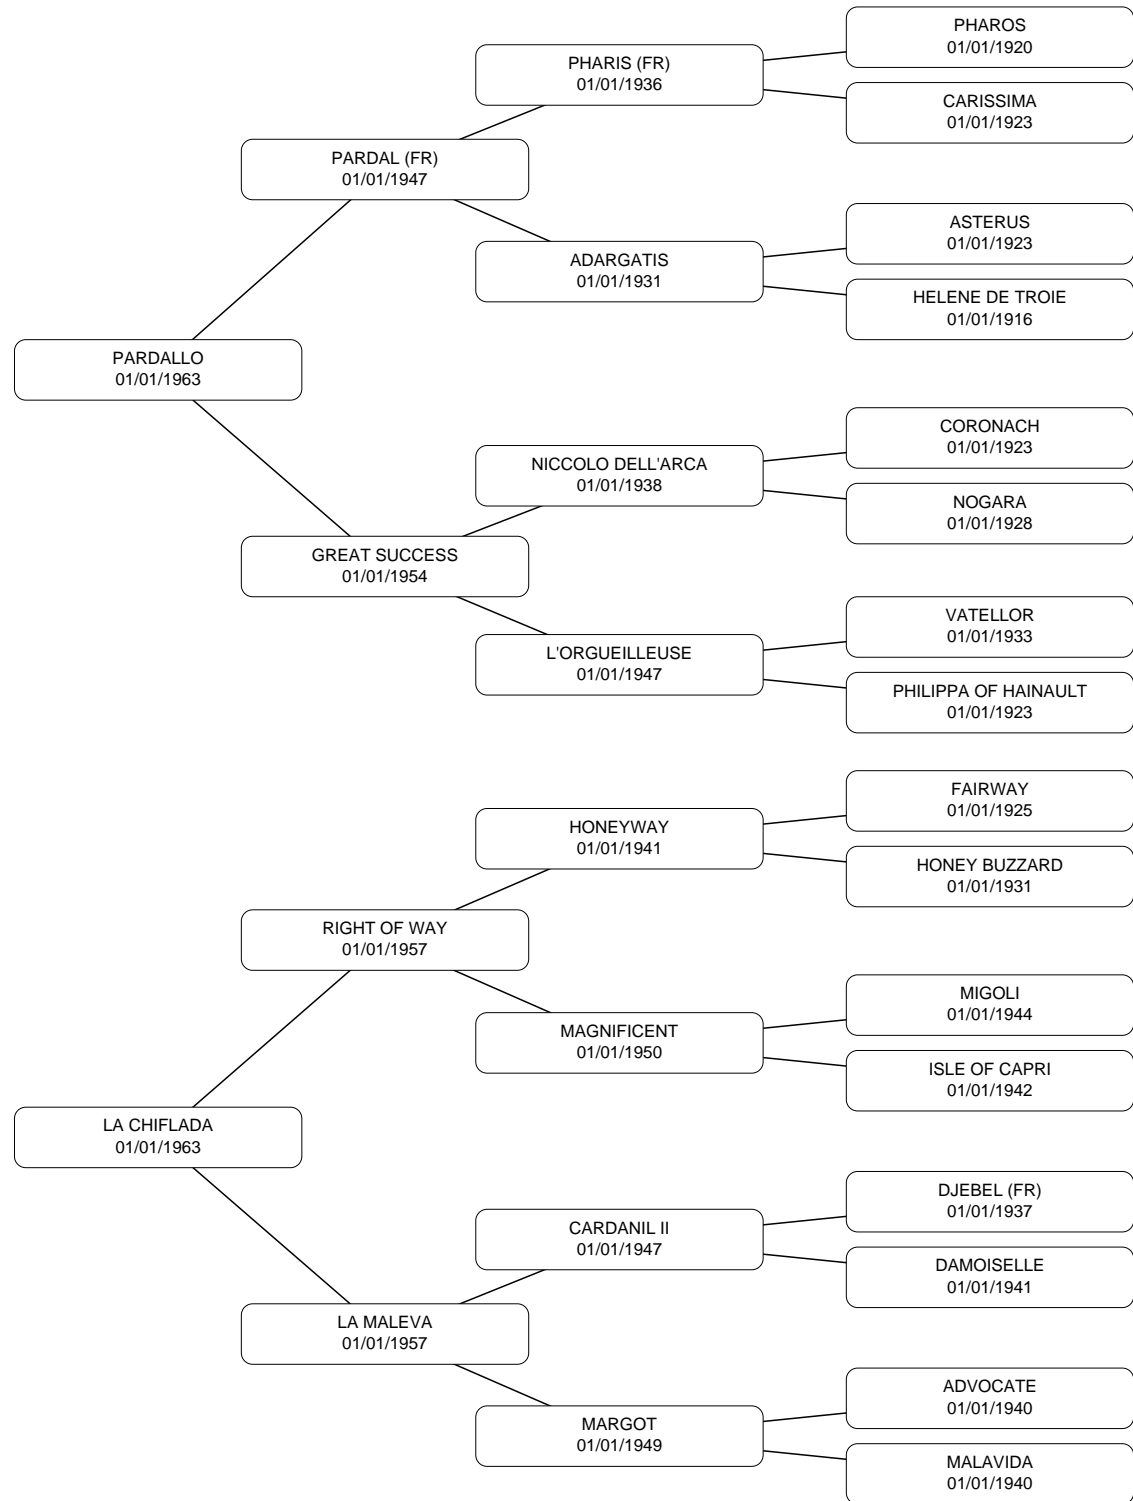 PHAROS
01/01/1920
PHARIS (FR)
01/01/1936
CARISSIMA
01/01/1923
PARDAL (FR)
01/01/1947
ASTERUS
01/01/1923
ADARGATIS
01/01/1931
HELENE DE TROIE
01/01/1916
PARDALLO
01/01/1963
CORONACH
01/01/1923
NICCOLO DELL'ARCA
01/01/1938
NOGARA
01/01/1928
GREAT SUCCESS
01/01/1954
VATELLOR
01/01/1933
L'ORGUEILLEUSE
01/01/1947
PHILIPPA OF HAINAULT
01/01/1923
FAIRWAY
01/01/1925
HONEYWAY
01/01/1941
HONEY BUZZARD
01/01/1931
RIGHT OF WAY
01/01/1957
MIGOLI
01/01/1944
MAGNIFICENT
01/01/1950
ISLE OF CAPRI
01/01/1942
LA CHIFLADA
01/01/1963
DJEBEL (FR)
01/01/1937
CARDANIL II
01/01/1947
DAMOISELLE
01/01/1941
LA MALEVA
01/01/1957
ADVOCATE
01/01/1940
MARGOT
01/01/1949
MALAVIDA
01/01/1940